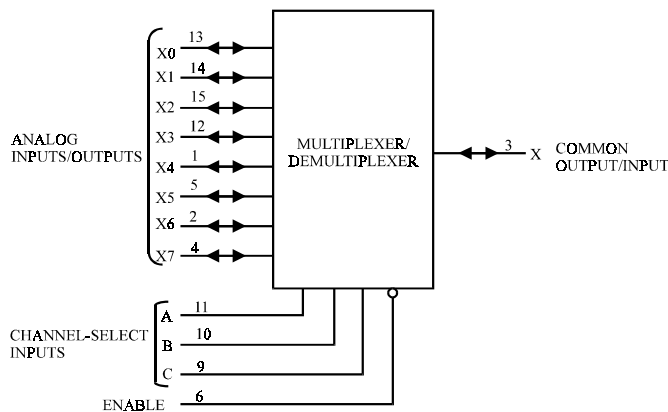 X0 13
X1 14
X2 15
X3 12
X4 1
X5 5
X6 2
X7 4
ANALOG
INPUTS/OUTPUTS
MULTIPLEXER/
DEMULTIPLEXER
3 X
COMMON
OUTPUT/INPUT
CHANNEL-SELECT
INPUTS
A 11
B 10
C 9
ENABLE 6